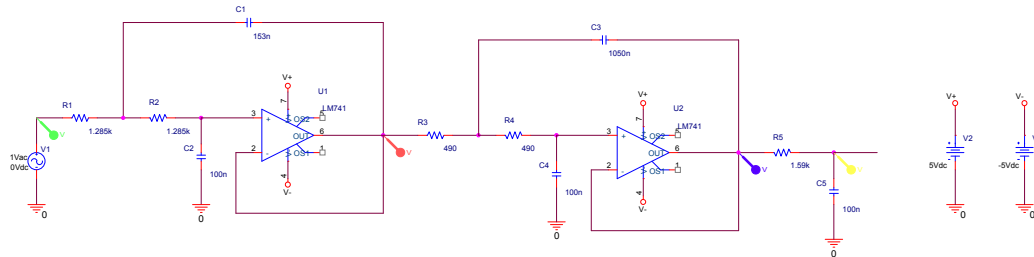 C1
153n
C3
1050n
R1
1.285k
R2
1.285k
V+
U1
LM741
7
3
+
V+
OS2
5
OUT
6
2
-
OS1
1
V-
4
V-
V
V1
1Vac
0Vdc
0
C2
100n
0
V
R3
490
R4
490
C4
100n
0
V+
U2
LM741
7
3
+
V+
OS2
5
OUT
6
2
-
OS1
1
V-
4
V-
0
V
R5
1.59k
V
C5
100n
0
V+
V2
5Vdc
0
V-
-5Vdc
0